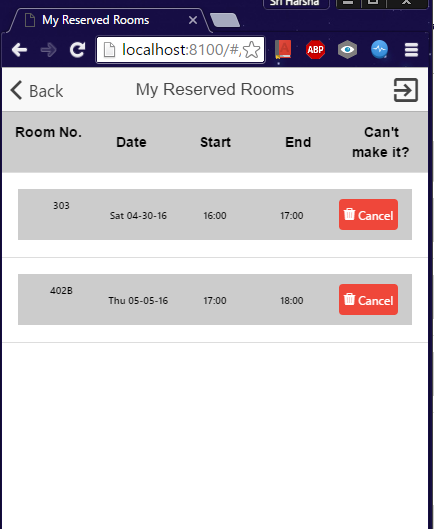 Sri Harsha
My Reserved Rooms
localhost:8100/#/
ABP
Back
My Reserved Rooms
Room No.
Date
Start
End
Can't
make it?
303
Sat 04-30-16
16:00
17:00
Cancel
402B
Thu 05-05-16
17:00
18:00
Cancel